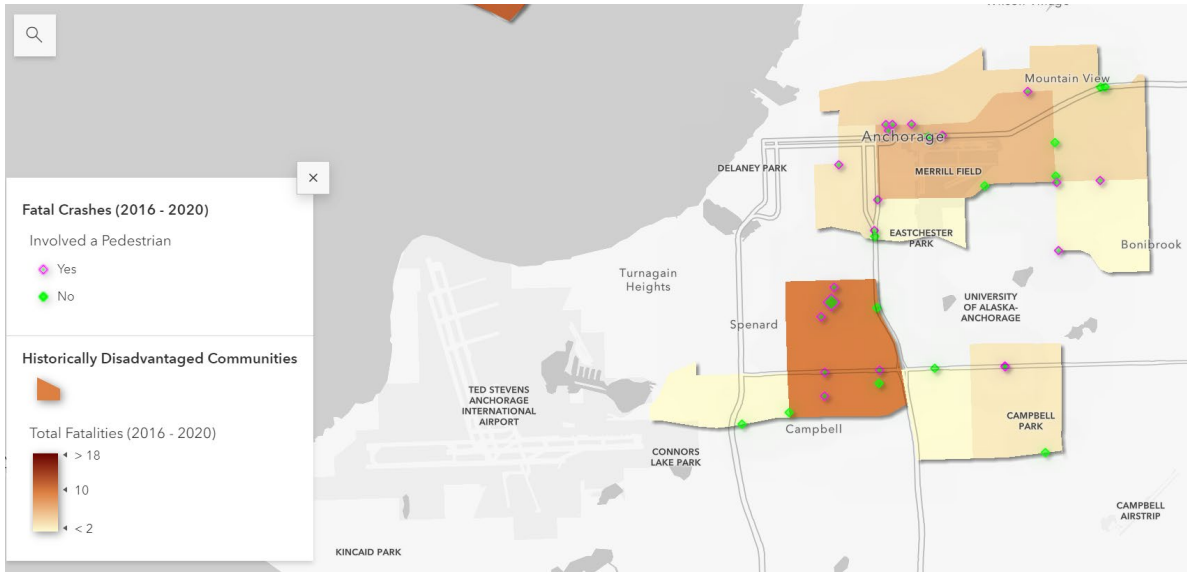 Fatal Crashes (2016 - 2020)
Involved a Pedestrian
Yes
No
Historically Disadvantaged Communities
Total Fatalities (2016 - 2020)
> 18
10
< 2
Mountain View
Anchorage
DELANEY PARK
MERRILL FIELD
EASTCHESTER
PARK
Bonibrook
Turnagain
Heights
UNIVERSITY
OF ALASKA-
ANCHORAGE
Spenard
TED STEVENS
ANCHORAGE
INTERNATIONAL
AIRPORT
CAMPBELL
PARK
Campbell
CONNORS
LAKE PARK
CAMPBELL
AIRSTRIP
KINCAID PARK